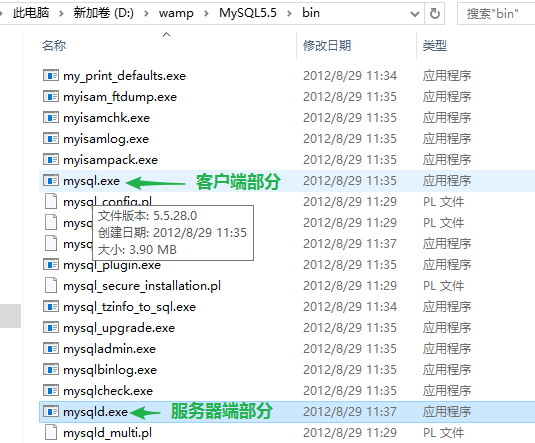 此电脑 > 新加卷 (D:) > wamp > MySQL5.5 > bin
搜索"bin"
名称 修改日期 类型
my_print_defaults.exe 2012/8/29 11:34 应用程序
myisam_ftdump.exe 2012/8/29 11:35 应用程序
myisamchk.exe 2012/8/29 11:35 应用程序
myisamlog.exe 2012/8/29 11:35 应用程序
myisampack.exe 2012/8/29 11:35 应用程序
mysql.exe 客户端部分 2012/8/29 11:35 应用程序
mysql_config.pl 2012/8/29 11:29 PL 文件
mysq 2012/8/29 11:29 PL 文件
文件版本: 5.5.28.0
创建日期: 2012/8/29 11:35
大小: 3.90 MB
mysq 2012/8/29 11:37 应用程序
mysql_plugin.exe 2012/8/29 11:35 应用程序
mysql_secure_installation.pl 2012/8/29 11:29 PL 文件
mysql_tzinfo_to_sql.exe 2012/8/29 11:34 应用程序
mysql_upgrade.exe 2012/8/29 11:35 应用程序
mysqladmin.exe 2012/8/29 11:35 应用程序
mysqlbinlog.exe 2012/8/29 11:35 应用程序
mysqlcheck.exe 2012/8/29 11:35 应用程序
mysqld.exe 服务器端部分 2012/8/29 11:37 应用程序
mysqld_multi.pl 2012/8/29 11:29 PL 文件